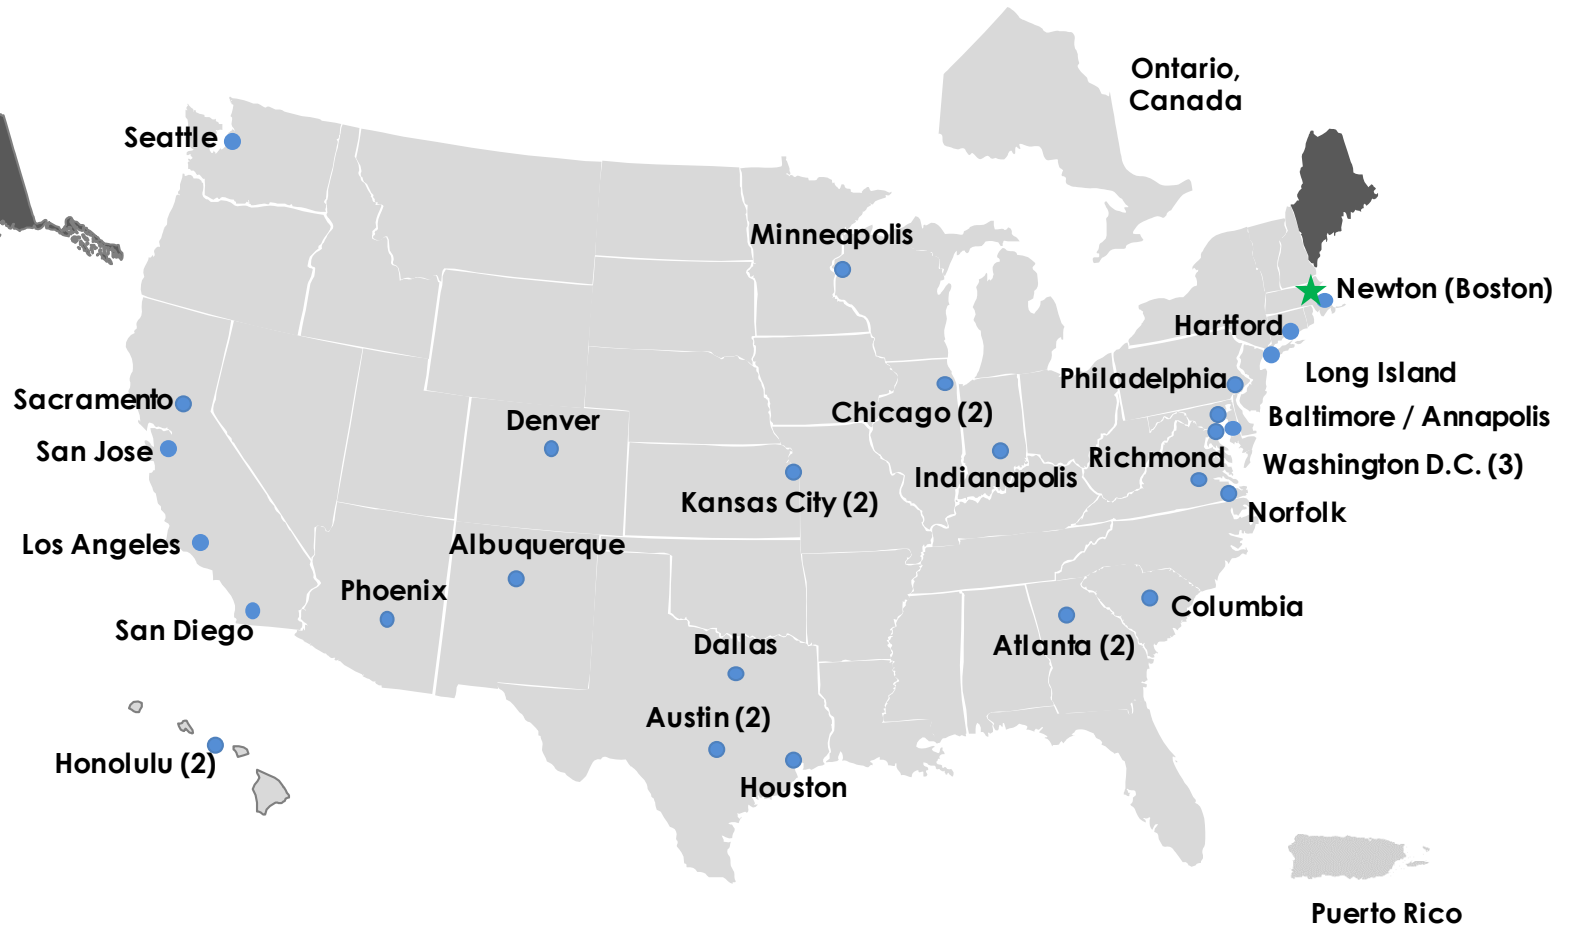 Ontario,
Canada
Seattle
Minneapolis
Newton (Boston)
Hartford
Long Island
Philadelphia
Sacramento
Chicago (2)
Baltimore / Annapolis
Denver
San Jose
Richmond
Washington D.C. (3)
Indianapolis
Kansas City (2)
Norfolk
Los Angeles
Albuquerque
Phoenix
Columbia
San Diego
Dallas
Atlanta (2)
Austin (2)
Honolulu (2)
Houston
Puerto Rico